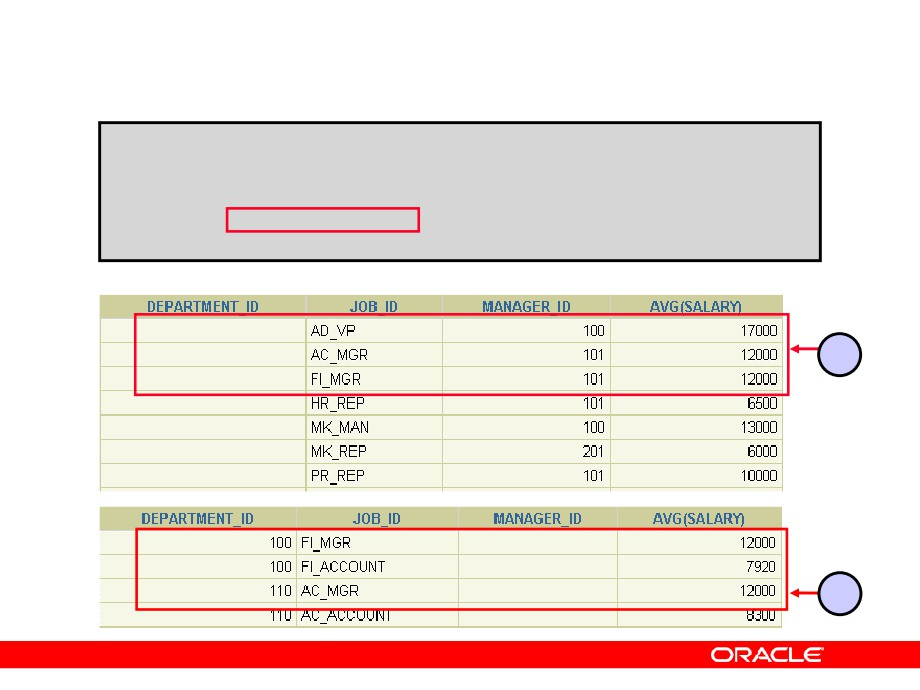 DEPARTMENT_ID JOB_ID MANAGER_ID AVG(SALARY)
AD_VP 100 17000
AC_MGR 101 12000
FI_MGR 101 12000
HR_REP 101 6500
MK_MAN 100 13000
MK_REP 201 6000
PR_REP 101 10000
DEPARTMENT_ID JOB_ID MANAGER_ID AVG(SALARY)
100 FI_MGR 12000
100 FI_ACCOUNT 7920
110 AC_MGR 12000
110 AC_ACCOUNT 8300
ORACLE